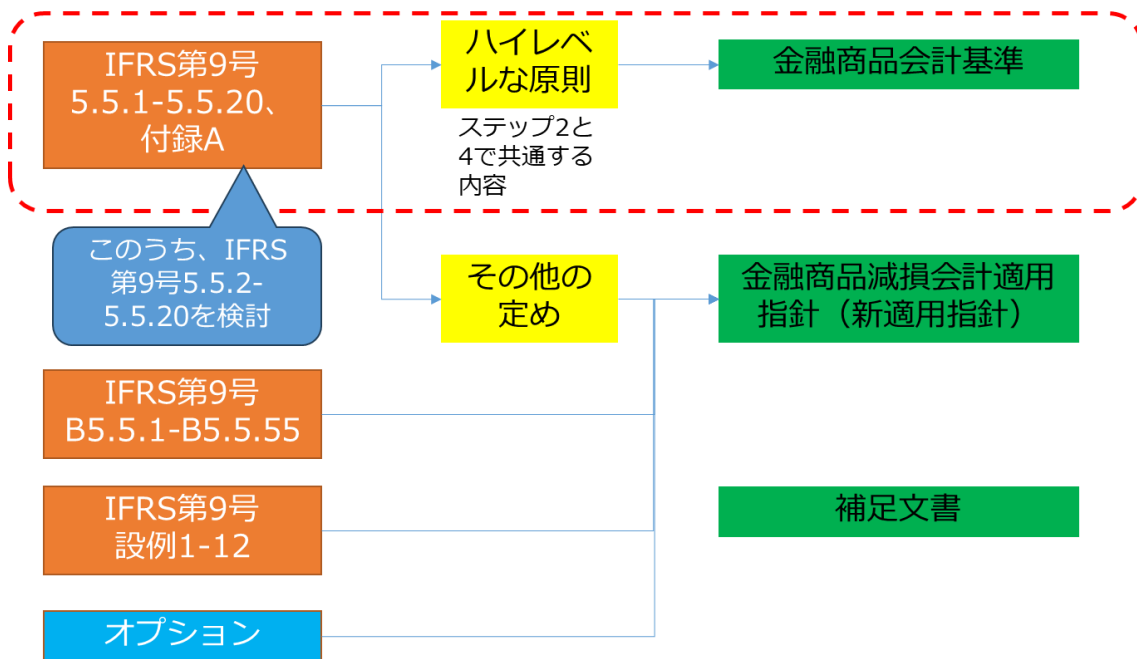 IFRS第9号
5.5.1-5.5.20、
付録A
ハイレベ
ルな原則
金融商品会計基準
ステップ2と
4で共通する
内容
このうち、IFRS
第9号5.5.2-
5.5.20を検討
その他の
定め
金融商品減損会計適用
指針（新適用指針）
IFRS第9号
B5.5.1-B5.5.55
IFRS第9号
設例1-12
補足文書
オプション